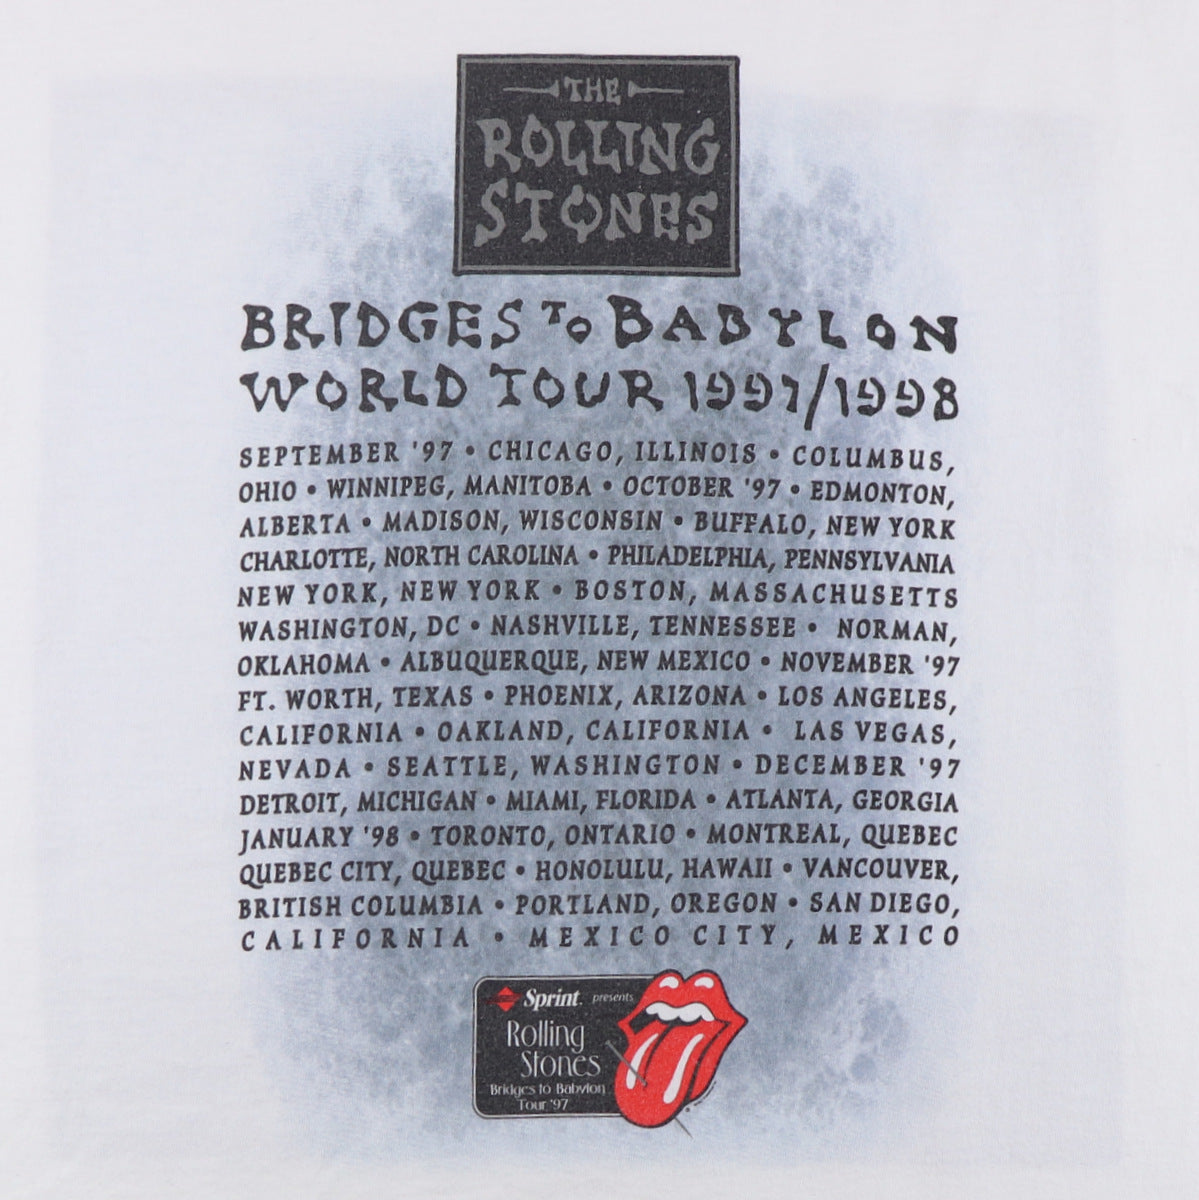 THE
ROLLING
STONES
BRIDGES TO BABYLON
WORLD TOUR 1997/1998
SEPTEMBER '97 • CHICAGO, ILLINOIS • COLUMBUS,
OHIO • WINNIPEG, MANITOBA • OCTOBER '97 • EDMONTON,
ALBERTA • MADISON, WISCONSIN • BUFFALO, NEW YORK
CHARLOTTE, NORTH CAROLINA • PHILADELPHIA, PENNSYLVANIA
NEW YORK, NEW YORK • BOSTON, MASSACHUSETTS
WASHINGTON, DC • NASHVILLE, TENNESSEE • NORMAN,
OKLAHOMA • ALBUQUERQUE, NEW MEXICO • NOVEMBER '97
FT. WORTH, TEXAS • PHOENIX, ARIZONA • LOS ANGELES,
CALIFORNIA • OAKLAND, CALIFORNIA • LAS VEGAS,
NEVADA • SEATTLE, WASHINGTON • DECEMBER '97
DETROIT, MICHIGAN • MIAMI, FLORIDA • ATLANTA, GEORGIA
JANUARY '98 • TORONTO, ONTARIO • MONTREAL, QUEBEC
QUEBEC CITY, QUEBEC • HONOLULU, HAWAII • VANCOUVER,
BRITISH COLUMBIA • PORTLAND, OREGON • SAN DIEGO,
CALIFORNIA • MEXICO CITY, MEXICO
Sprint. presents
Rolling
Stones
Bridges to Babylon
Tour '97